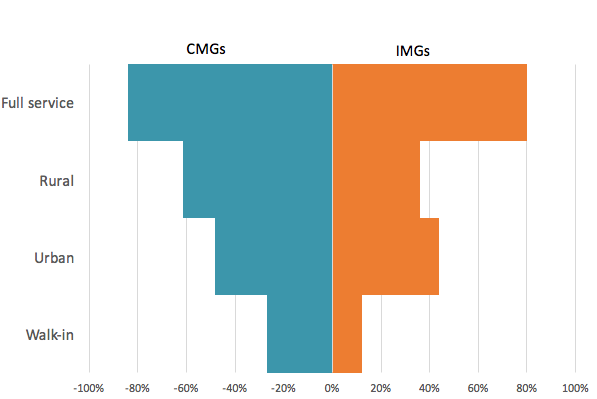 CMGs IMGs
Full service
Rural
Urban
Walk-in
-100% -80% -60% -40% -20% 0% 20% 40% 60% 80% 100%